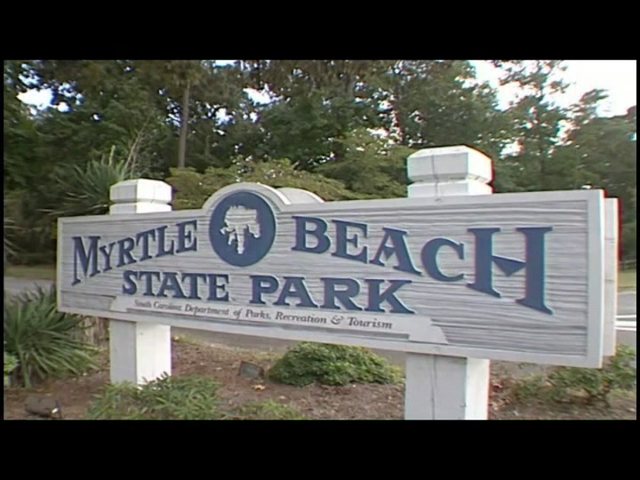 MYRTLE BEACH
STATE PARK
South Carolina Department of Parks, Recreation & Tourism